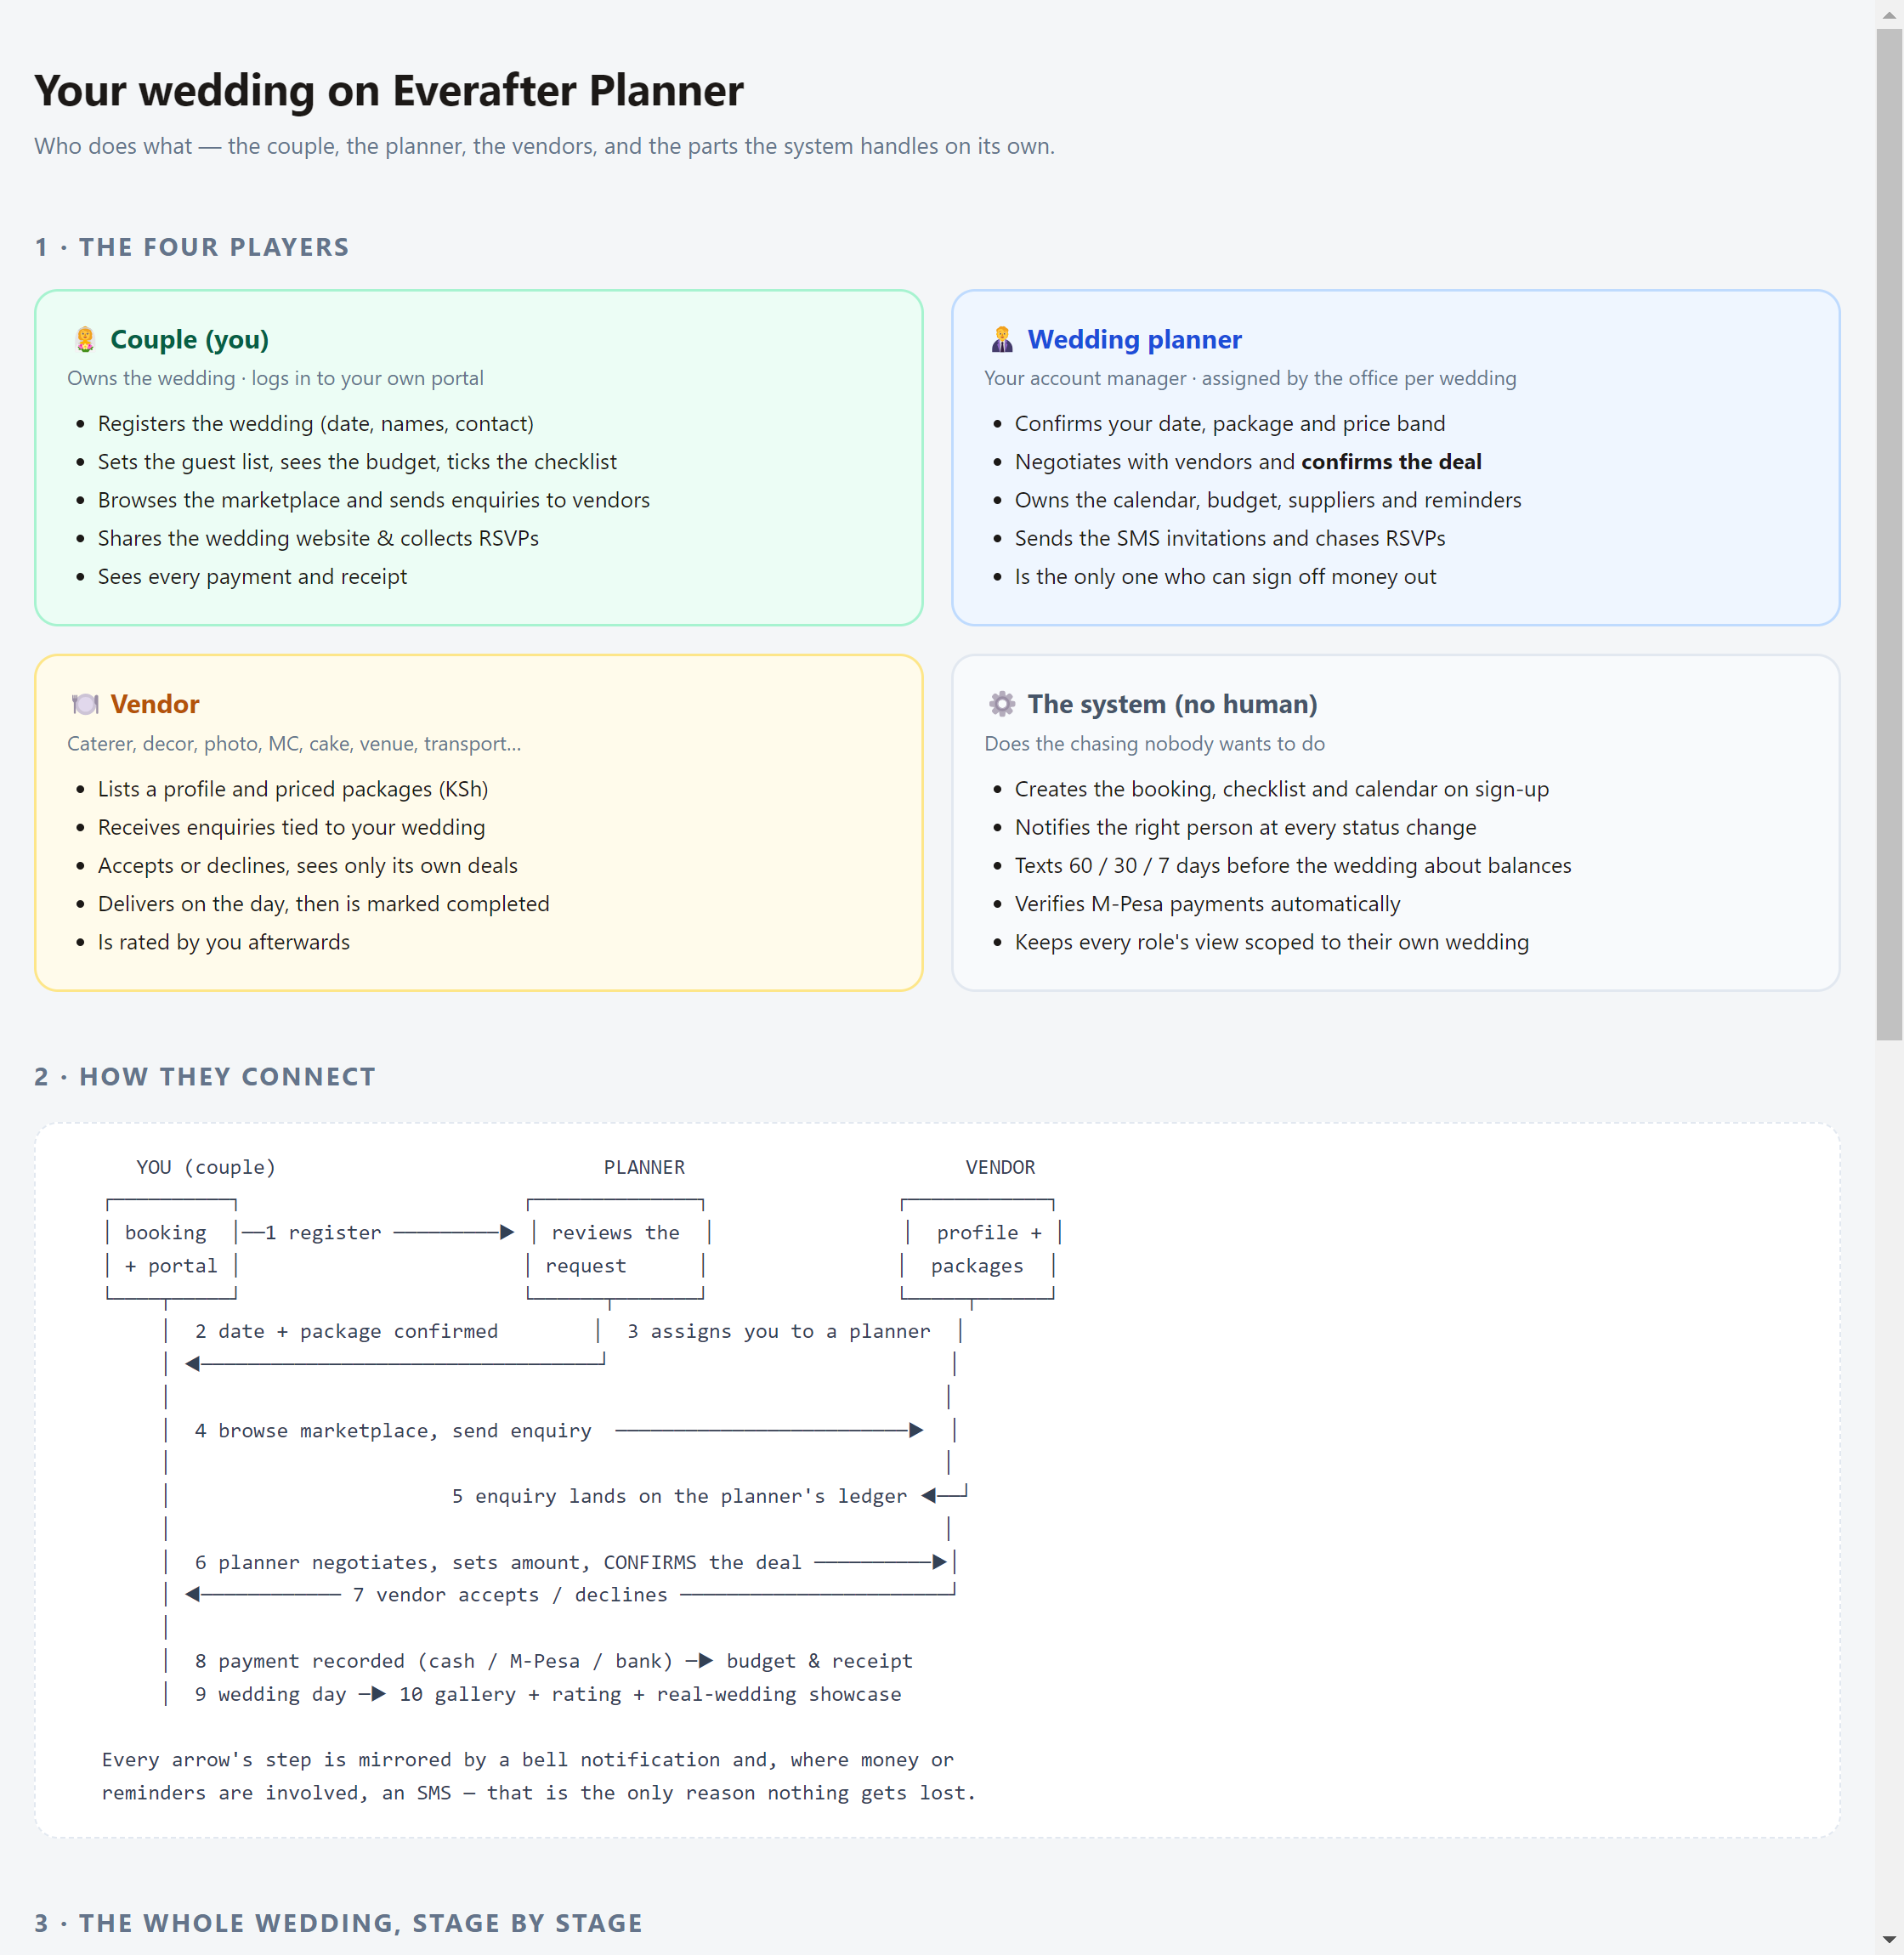 Your wedding on Everafter Planner
Who does what — the couple, the planner, the vendors, and the parts the system handles on its own.
1 · THE FOUR PLAYERS
Couple (you)
Owns the wedding · logs in to your own portal
• Registers the wedding (date, names, contact)
• Sets the guest list, sees the budget, ticks the checklist
• Browses the marketplace and sends enquiries to vendors
• Shares the wedding website & collects RSVPs
• Sees every payment and receipt
Wedding planner
Your account manager · assigned by the office per wedding
• Confirms your date, package and price band
• Negotiates with vendors and confirms the deal
• Owns the calendar, budget, suppliers and reminders
• Sends the SMS invitations and chases RSVPs
• Is the only one who can sign off money out
Vendor
Caterer, decor, photo, MC, cake, venue, transport...
• Lists a profile and priced packages (KSh)
• Receives enquiries tied to your wedding
• Accepts or declines, sees only its own deals
• Delivers on the day, then is marked completed
• Is rated by you afterwards
The system (no human)
Does the chasing nobody wants to do
• Creates the booking, checklist and calendar on sign-up
• Notifies the right person at every status change
• Texts 60 / 30 / 7 days before the wedding about balances
• Verifies M-Pesa payments automatically
• Keeps every role's view scoped to their own wedding
2 · HOW THEY CONNECT
YOU (couple) PLANNER VENDOR
booking 1 register reviews the profile +
+ portal request packages
2 date + package confirmed 3 assigns you to a planner
4 browse marketplace, send enquiry
5 enquiry lands on the planner's ledger
6 planner negotiates, sets amount, CONFIRMS the deal
7 vendor accepts / declines
8 payment recorded (cash / M-Pesa / bank) ─▶ budget & receipt
9 wedding day ─▶ 10 gallery + rating + real-wedding showcase
Every arrow's step is mirrored by a bell notification and, where money or
reminders are involved, an SMS — that is the only reason nothing gets lost.
3 · THE WHOLE WEDDING, STAGE BY STAGE